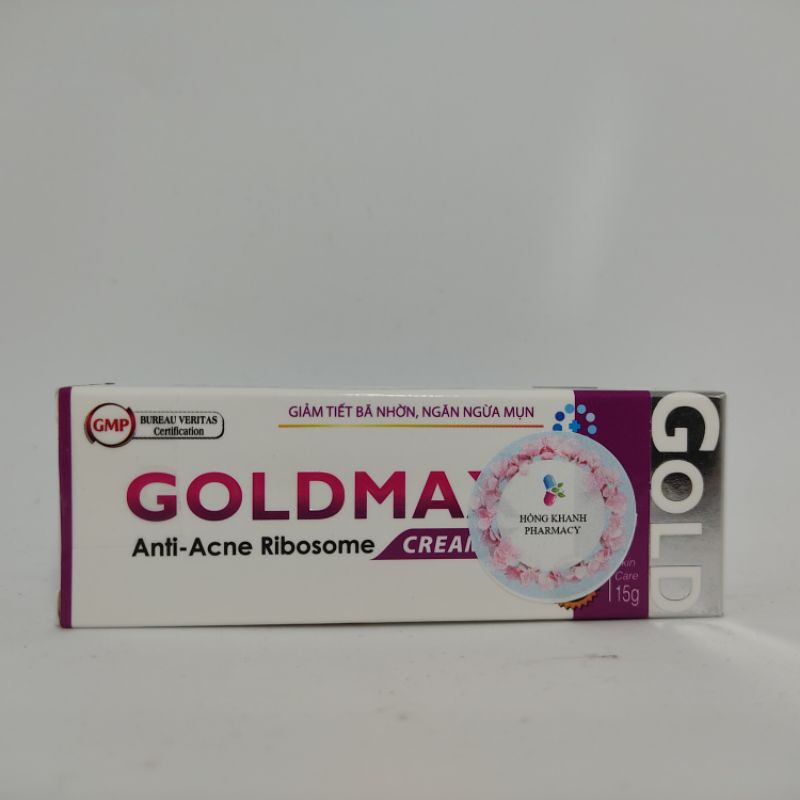 GMP
BUREAU VERITAS
Certification
GIẢM TIẾT BÃ NHỜN, NGĂN NGỪA MỤN
GOLDMAX
Anti-Acne Ribosome
CREAM
HỒNG KHANH
PHARMACY
Care
15g
GOLD